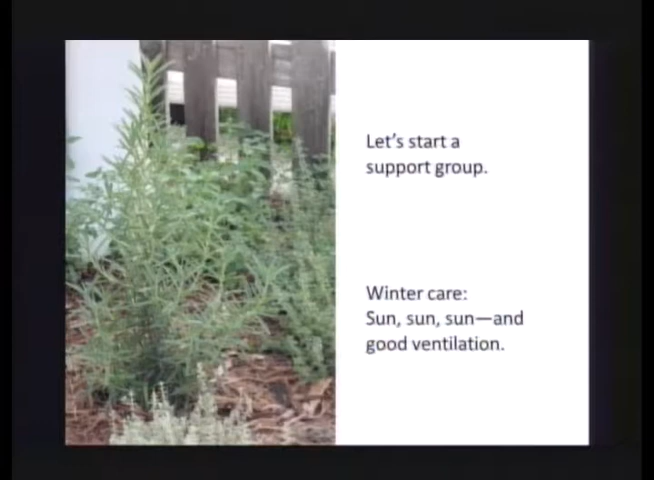 Let's start a
support group.
Winter care:
Sun, sun, sun—and
good ventilation.